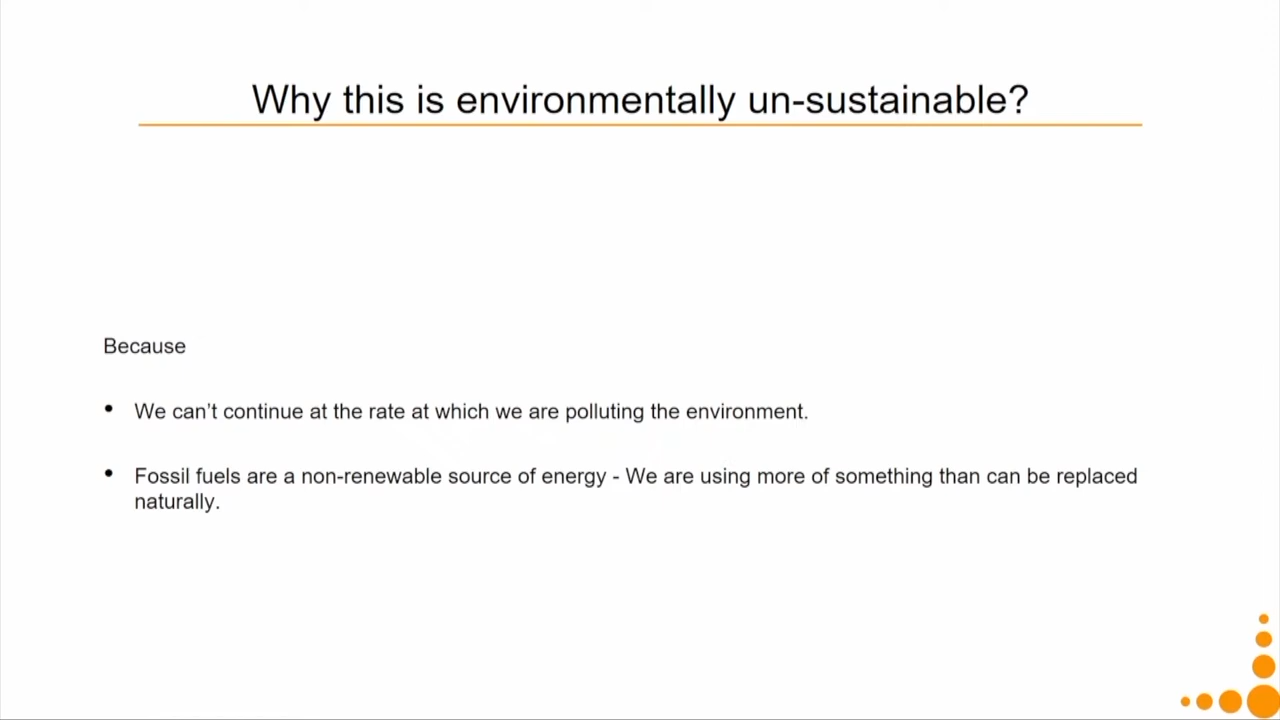 Why this is environmentally un-sustainable?
Because
• We can’t continue at the rate at which we are polluting the environment.
• Fossil fuels are a non-renewable source of energy - We are using more of something than can be replaced
naturally.